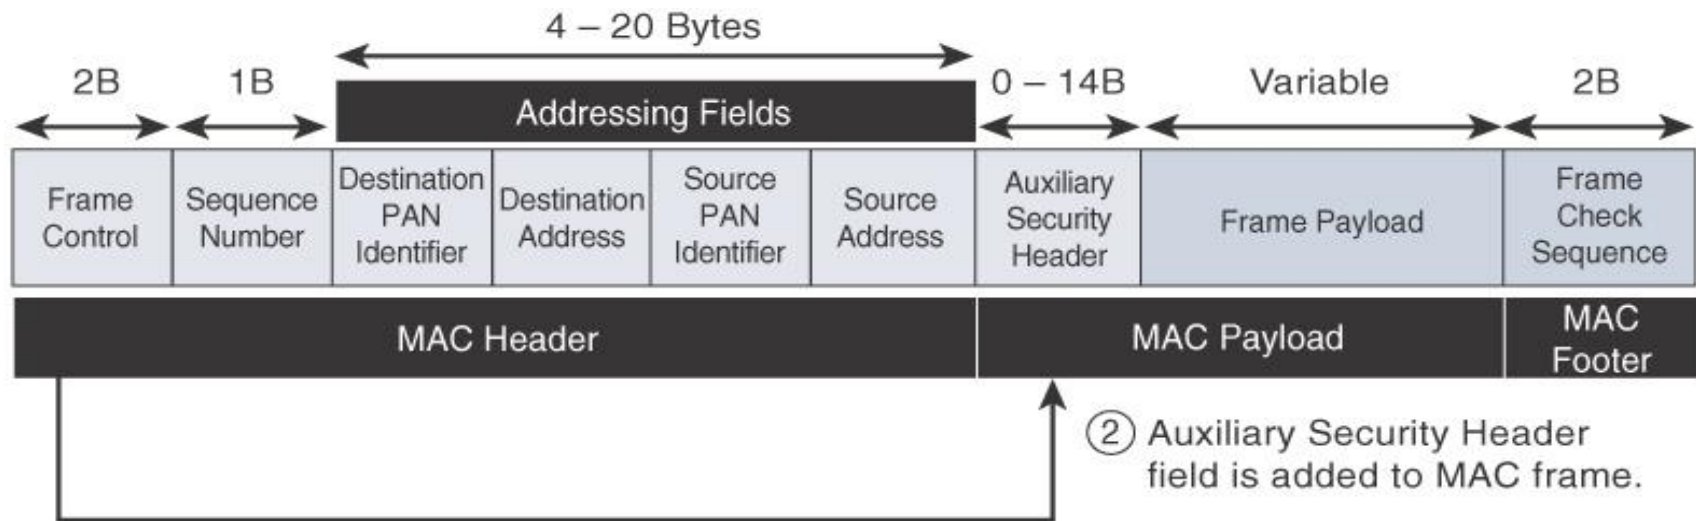 4 – 20 Bytes
2B
1B
Addressing Fields
0 – 14B
Variable
2B
Frame
Control
Sequence
Number
Destination
PAN
Identifier
Destination
Address
Source
PAN
Identifier
Source
Address
Auxiliary
Security
Header
Frame Payload
Frame
Check
Sequence
MAC Header
MAC Payload
MAC
Footer
2 Auxiliary Security Header
field is added to MAC frame.